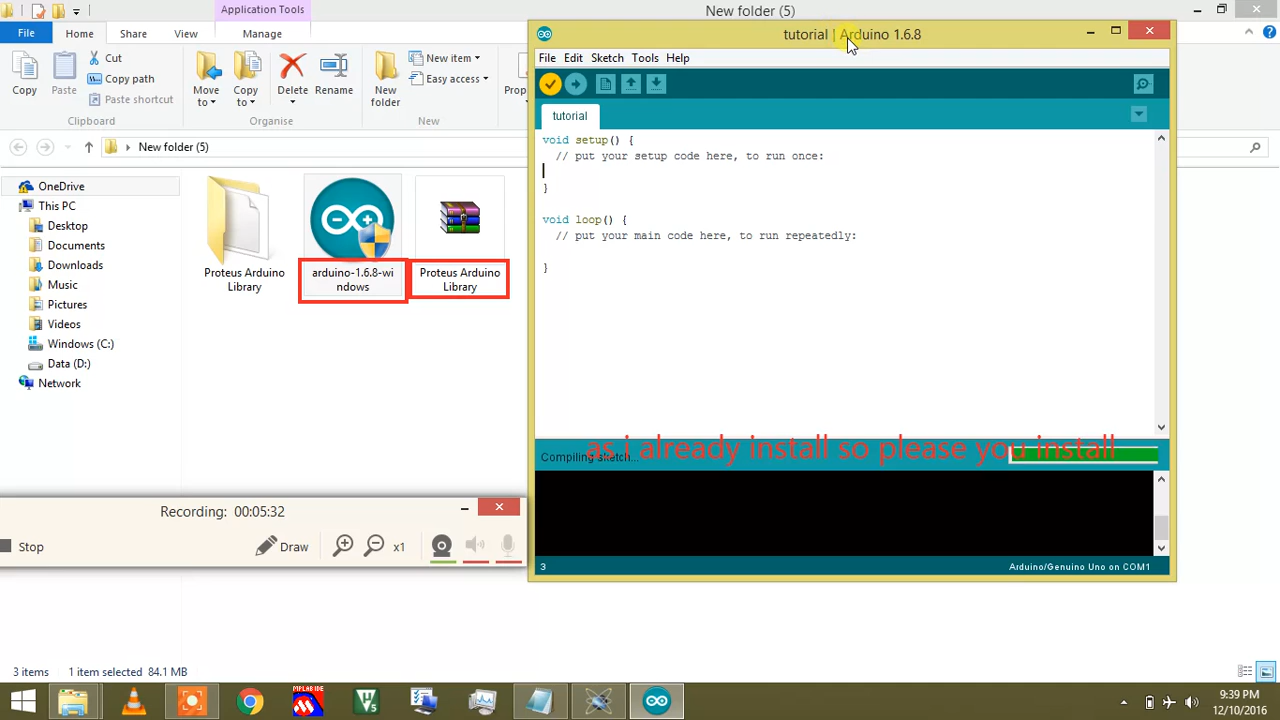 Application Tools
New folder (5)
File
Home
Share
View
Manage
Copy
Paste
Cut
Copy path
Paste shortcut
Clipboard
Move to
Copy to
Delete
Rename
Organise
New folder
New item
Easy access
New
Prop
New folder (5)
OneDrive
This PC
Desktop
Documents
Downloads
Music
Pictures
Videos
Windows (C:)
Data (D:)
Network
Proteus Arduino
Library
arduino-1.6.8-wi
ndows
Proteus Arduino
Library
tutorial | Arduino 1.6.8
File Edit Sketch Tools Help
tutorial
void setup() {
// put your setup code here, to run once:
}
void loop() {
// put your main code here, to run repeatedly:
}
as i already install so please you install
Compiling sketch...
3
Arduino/Genuino Uno on COM1
Recording: 00:05:32
Stop
Draw
x1
3 items 1 item selected 84.1 MB
MPLAB IDE
9:39 PM
12/10/2016